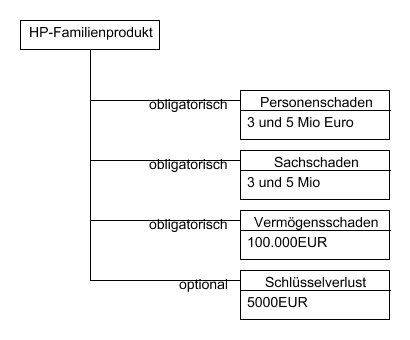 HP-Familienprodukt
obligatorisch
Personenschaden
3 und 5 Mio Euro
obligatorisch
Sachschaden
3 und 5 Mio
obligatorisch
Vermögensschaden
100.000EUR
optional
Schlüsselverlust
5000EUR